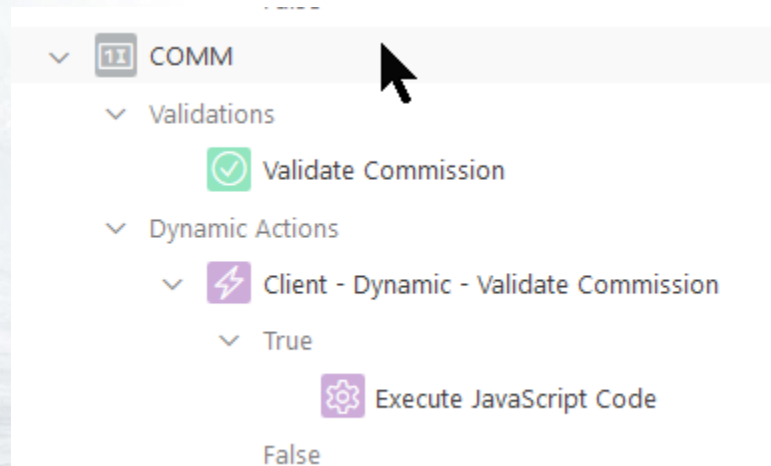 COMM
Validations
Validate Commission
Dynamic Actions
Client - Dynamic - Validate Commission
True
Execute JavaScript Code
False